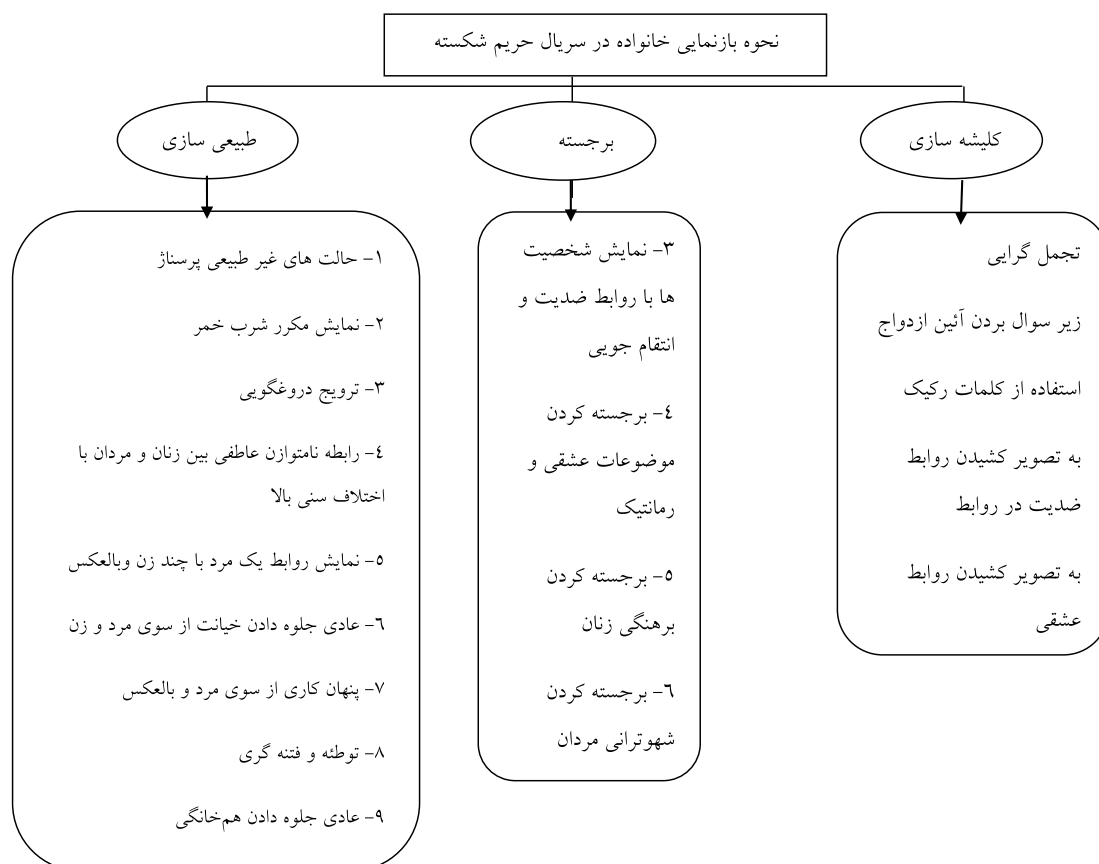 نحوه بازنمایی خانواده در سریال حریم شکسته
کلیشه سازی
برجسته
طبیعی سازی
تجمل گرایی
زیر سوال بردن آئین ازدواج
استفاده از کلمات رکیک
به تصویر کشیدن روابط
ضدیت در روابط
به تصویر کشیدن روابط
عشقی
۳- نمایش شخصیت
ها با روابط ضدیت و
انتقام جویی
۴- برجسته کردن
موضوعات عشقی و
رمانتیک
۵- برجسته کردن
برهنگی زنان
۶- برجسته کردن
شهوترانی مردان
۱- حالت های غیر طبیعی پرسناژ
۲- نمایش مکرر شرب خمر
۳- ترویج دروغگویی
۴- رابطه نامتوازن عاطفی بین زنان و مردان با
اختلاف سنی بالا
۵- نمایش روابط یک مرد با چند زن وبالعکس
۶- عادی جلوه دادن خیانت از سوی مرد و زن
۷- پنهان کاری از سوی مرد و بالعکس
۸- توطئه و فتنه گری
۹- عادی جلوه دادن هم‌خانگی